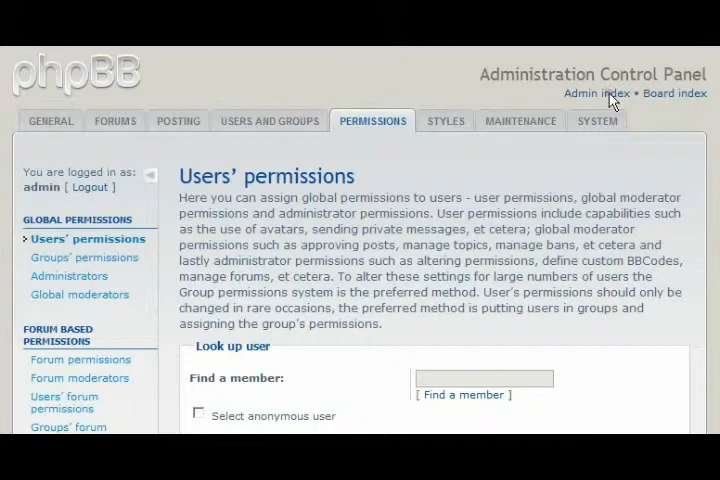 phpBB
Administration Control Panel
Admin index • Board index
GENERAL FORUMS POSTING USERS AND GROUPS PERMISSIONS STYLES MAINTENANCE SYSTEM
You are logged in as:
admin [ Logout ]
GLOBAL PERMISSIONS
Users' permissions
Groups' permissions
Administrators
Global moderators
FORUM BASED
PERMISSIONS
Forum permissions
Forum moderators
Users' forum
permissions
Groups' forum
Users' permissions
Here you can assign global permissions to users - user permissions, global moderator
permissions and administrator permissions. User permissions include capabilities such
as the use of avatars, sending private messages, et cetera; global moderator
permissions such as approving posts, manage topics, manage bans, et cetera and
lastly administrator permissions such as altering permissions, define custom BBCodes,
manage forums, et cetera. To alter these settings for large numbers of users the
Group permissions system is the preferred method. User's permissions should only be
changed in rare occasions, the preferred method is putting users in groups and
assigning the group's permissions.
Look up user
Find a member:
[ Find a member ]
Select anonymous user